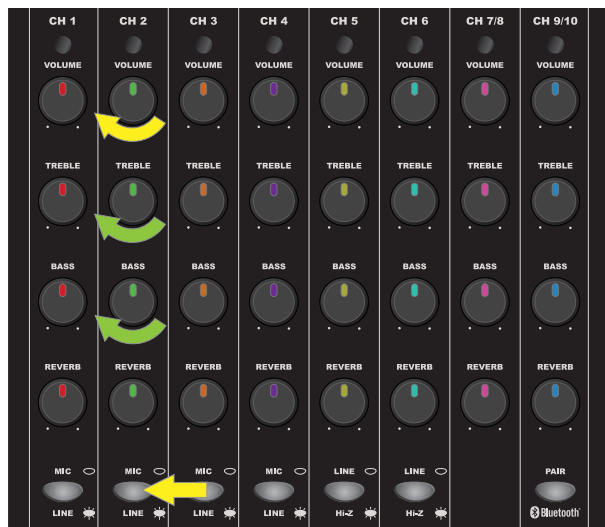 CH 1 CH 2 CH 3 CH 4 CH 5 CH 6 CH 7/8 CH 9/10
VOLUME VOLUME VOLUME VOLUME VOLUME VOLUME VOLUME VOLUME
TREBLE TREBLE TREBLE TREBLE TREBLE TREBLE TREBLE TREBLE
BASS BASS BASS BASS BASS BASS BASS BASS
REVERB REVERB REVERB REVERB REVERB REVERB REVERB REVERB
MIC MIC MIC MIC LINE LINE PAIR
LINE LINE LINE LINE Hi-Z Hi-Z Bluetooth